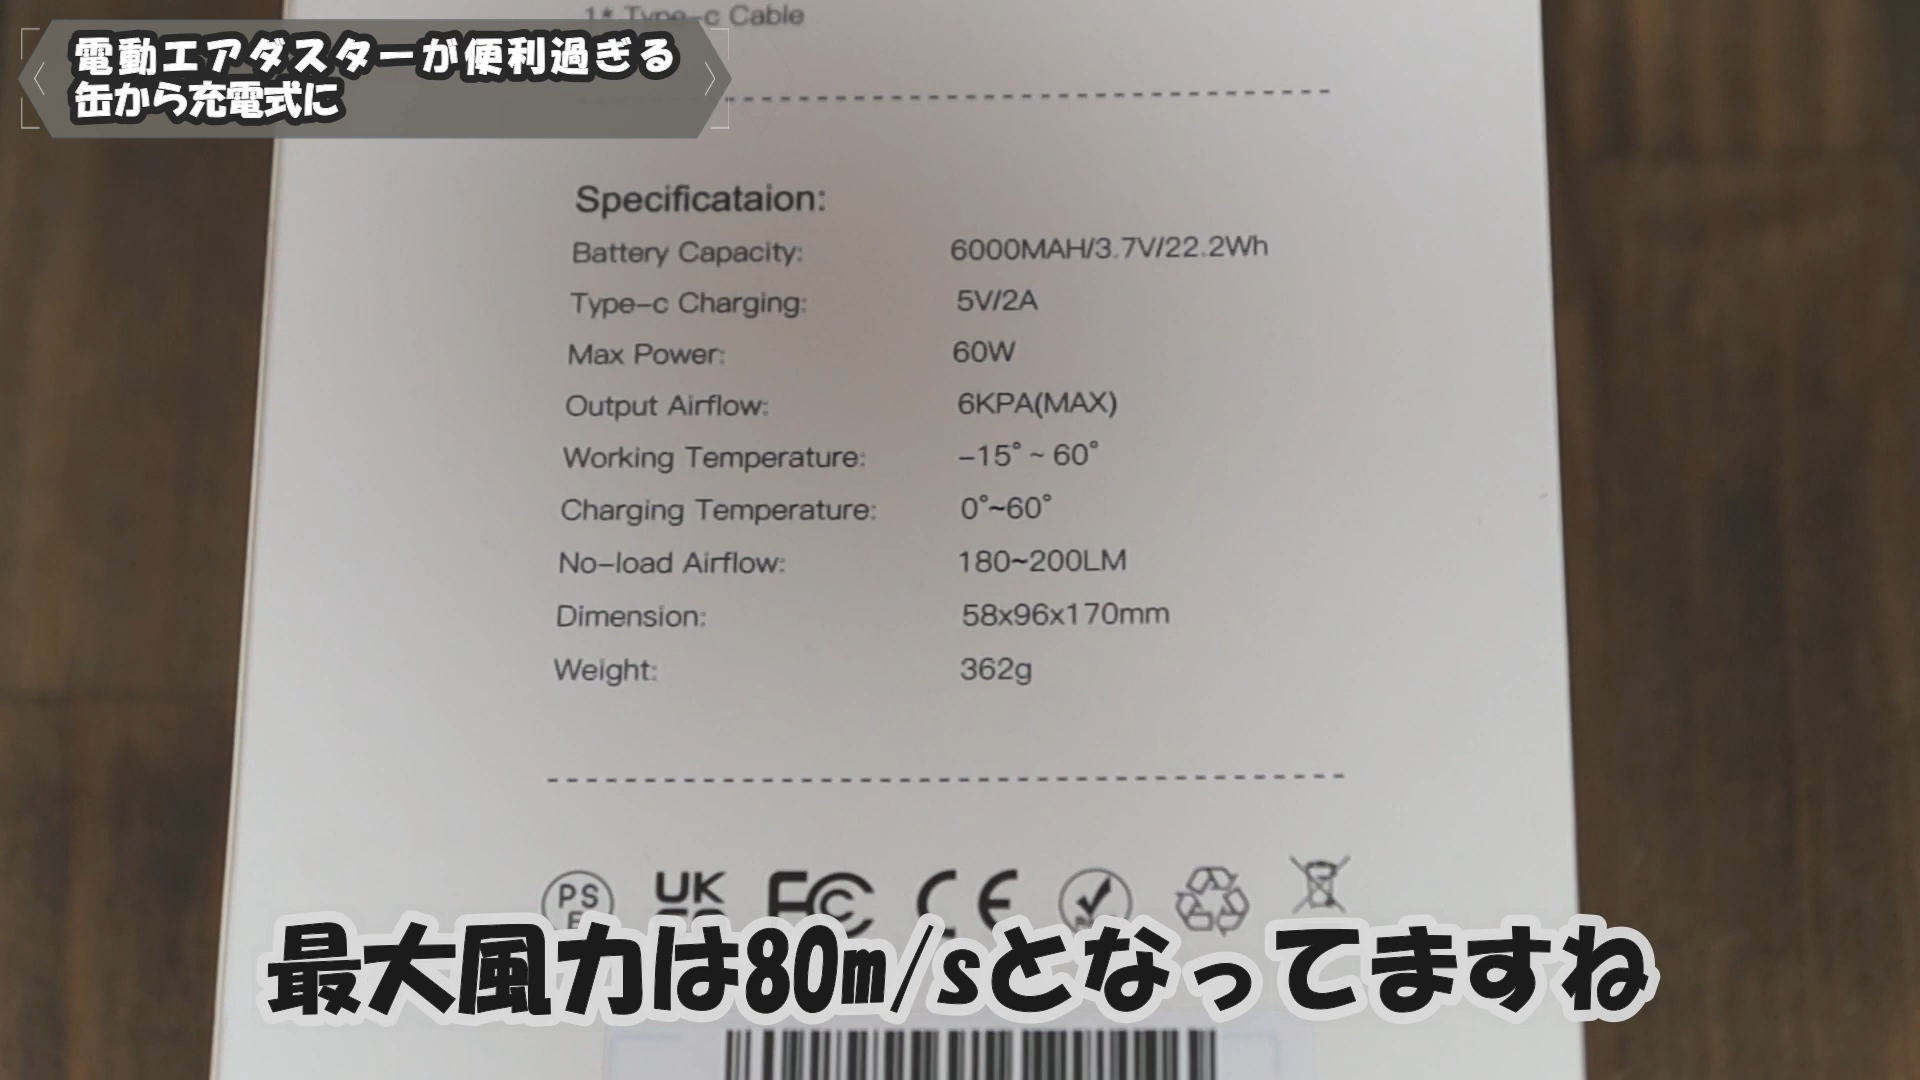 1* Type-c Cable
電動エアダスターが便利過ぎる
缶から充電式に
Specificataion:
Battery Capacity: 6000MAH/3.7V/22.2Wh
Type-c Charging: 5V/2A
Max Power: 60W
Output Airflow: 6KPA(MAX)
Working Temperature: -15° ~ 60°
Charging Temperature: 0°~60°
No-load Airflow: 180~200LM
Dimension: 58x96x170mm
Weight: 362g
PS
E
UK
FC CE
最大風力は80m/sとなってますね